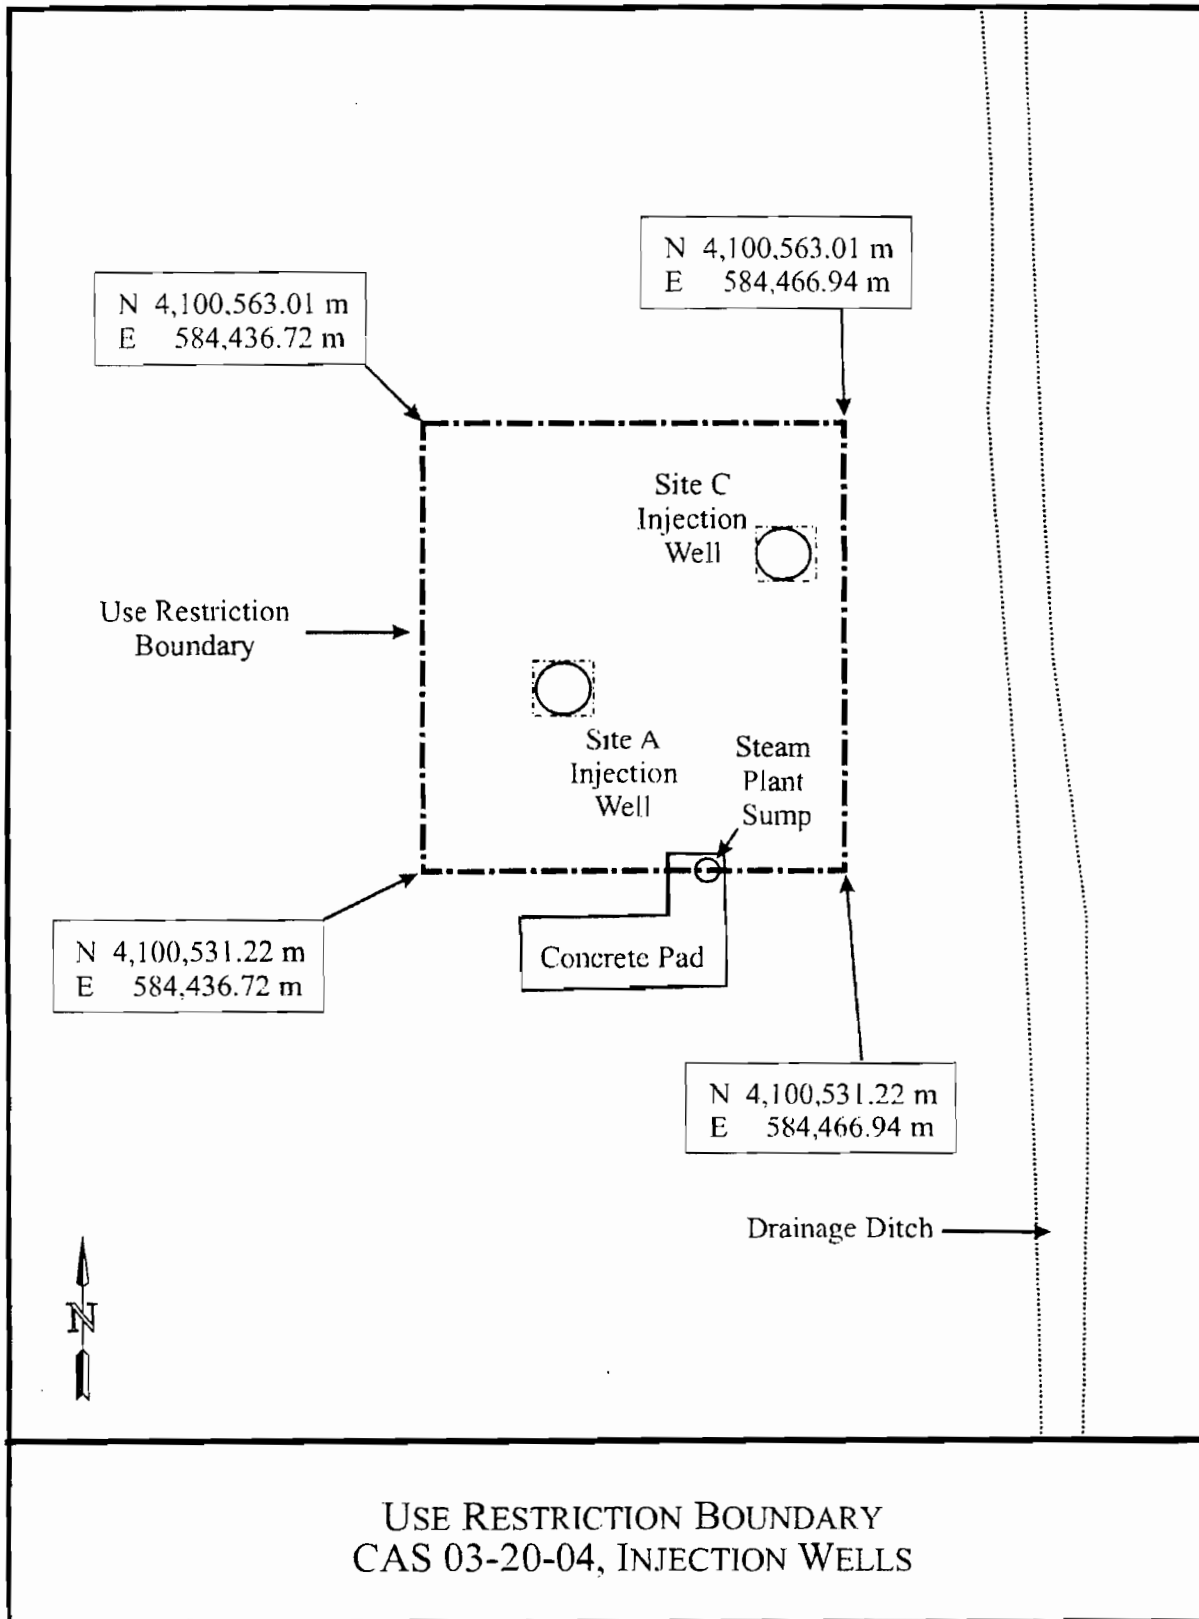 N 4,100,563.01 m
E 584,466.94 m
N 4,100,563.01 m
E 584,436.72 m
Site C
Injection
Well
Use Restriction
Boundary
Site A
Injection
Well
Steam
Plant
Sump
N 4,100,531.22 m
E 584,436.72 m
Concrete Pad
N 4,100,531.22 m
E 584,466.94 m
Drainage Ditch
N
USE RESTRICTION BOUNDARY
CAS 03-20-04, INJECTION WELLS